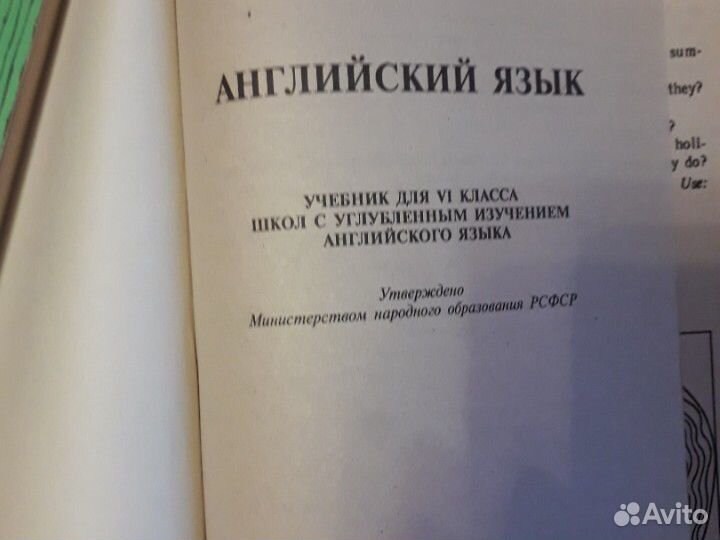 АНГЛИЙСКИЙ ЯЗЫК
УЧЕБНИК ДЛЯ VI КЛАССА
ШКОЛ С УГЛУБЛЕННЫМ ИЗУЧЕНИЕМ
АНГЛИЙСКОГО ЯЗЫКА
Утверждено
Министерством народного образования РСФСР
sum-
they?
?
holi-
y do?
Use:
Avito